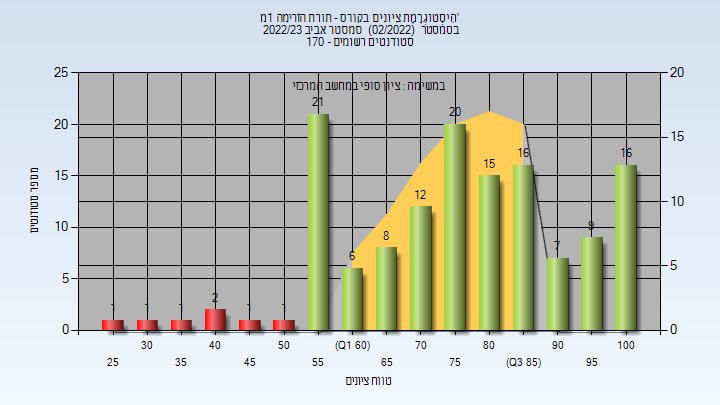 היסטוגרמת ציונים בקורס - תורת הזרימה 1מ'
בסמסטר (02/2022) סמסטר אביב 2022/23
סטודנטים רשומים - 170
במשימה : ציון סופי במחשב המרכזי
מספר סטודנטים
25 20 15 10 5 0
20 15 10 5 0
1 1 1 2 1 1 21 6 8 12 20 15 16 7 9 16
30 40 50 (Q1 60) 70 80 90 100
25 35 45 55 65 75 (Q3 85) 95
טווח ציונים